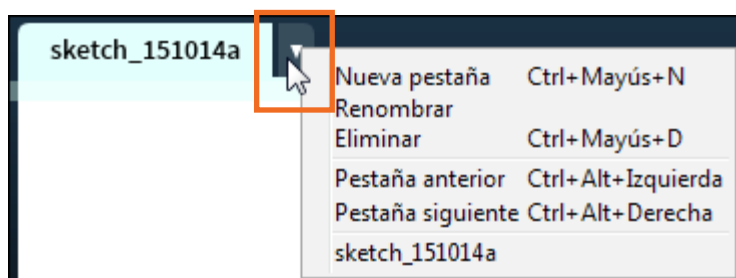 sketch_151014a
Nueva pestaña Ctrl+Mayús+N
Renombrar
Eliminar Ctrl+Mayús+D
Pestaña anterior Ctrl+Alt+Izquierda
Pestaña siguiente Ctrl+Alt+Derecha
sketch_151014a